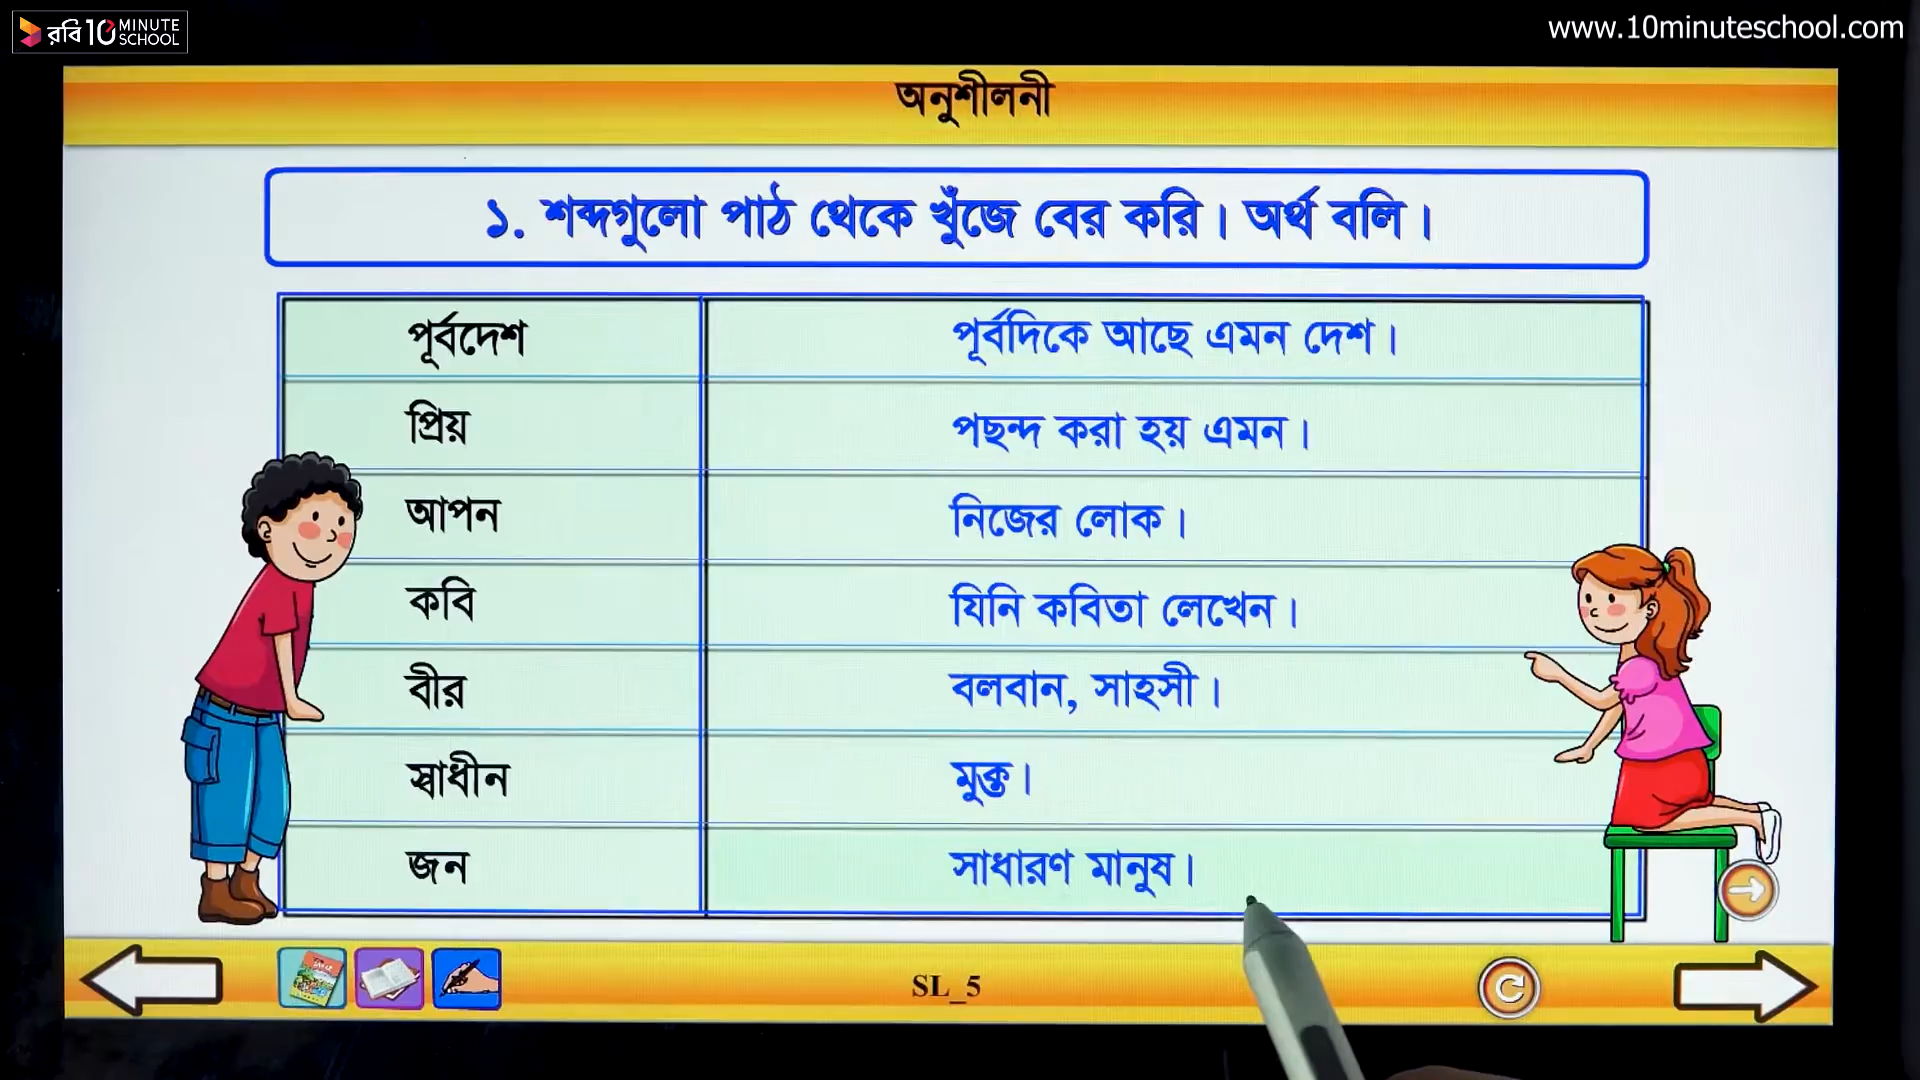 রবি 10 MINUTE SCHOOL
www.10minuteschool.com
অনুশীলনী
১. শব্দগুলো পাঠ থেকে খুঁজে বের করি। অর্থ বলি।
পূর্বদেশ পূর্বদিকে আছে এমন দেশ।
প্রিয় পছন্দ করা হয় এমন।
আপন নিজের লোক।
কবি যিনি কবিতা লেখেন।
বীর বলবান, সাহসী।
স্বাধীন মুক্ত।
জন সাধারণ মানুষ।
SL_5